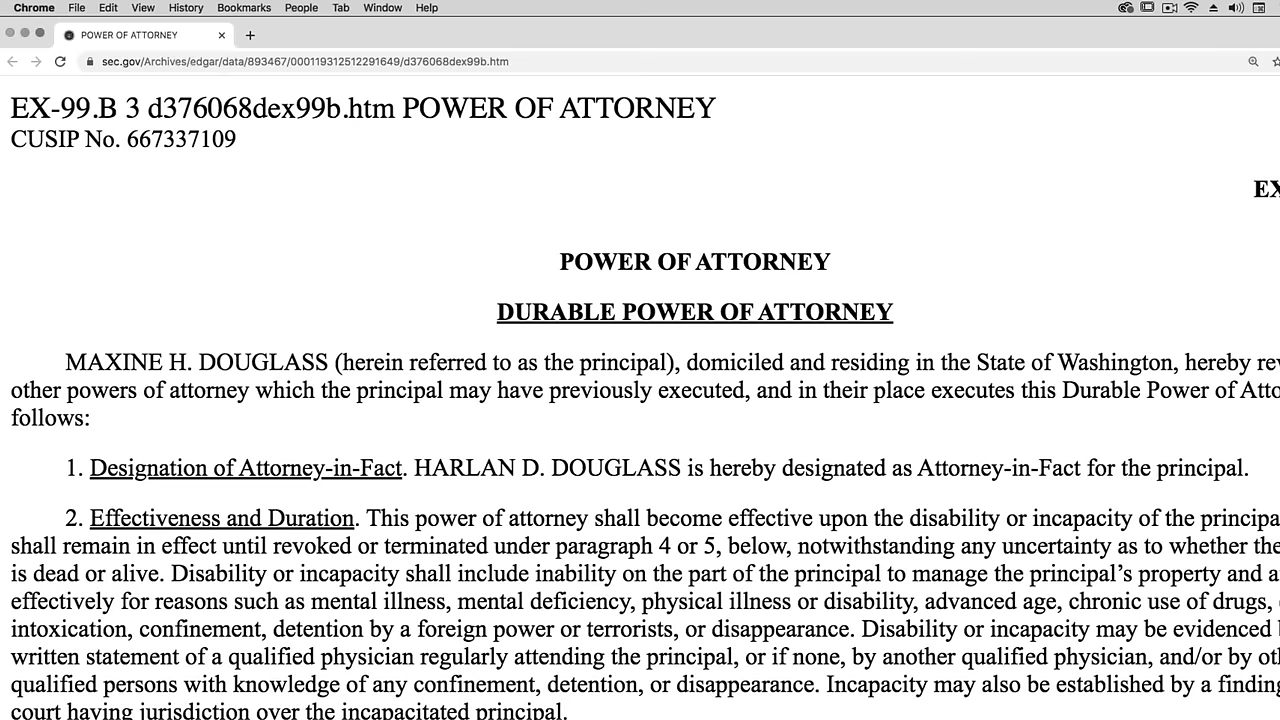 Chrome File Edit View History Bookmarks People Tab Window Help
POWER OF ATTORNEY
sec.gov/Archives/edgar/data/893467/000119312512291649/d376068dex99b.htm
EX-99.B 3 d376068dex99b.htm POWER OF ATTORNEY
CUSIP No. 667337109
EX
POWER OF ATTORNEY
DURABLE POWER OF ATTORNEY
MAXINE H. DOUGLASS (herein referred to as the principal), domiciled and residing in the State of Washington, hereby rev
other powers of attorney which the principal may have previously executed, and in their place executes this Durable Power of Atto
follows:
1. Designation of Attorney-in-Fact. HARLAN D. DOUGLASS is hereby designated as Attorney-in-Fact for the principal.
2. Effectiveness and Duration. This power of attorney shall become effective upon the disability or incapacity of the principa
shall remain in effect until revoked or terminated under paragraph 4 or 5, below, notwithstanding any uncertainty as to whether the
is dead or alive. Disability or incapacity shall include inability on the part of the principal to manage the principal’s property and a
effectively for reasons such as mental illness, mental deficiency, physical illness or disability, advanced age, chronic use of drugs,
intoxication, confinement, detention by a foreign power or terrorists, or disappearance. Disability or incapacity may be evidenced
written statement of a qualified physician regularly attending the principal, or if none, by another qualified physician, and/or by ot
qualified persons with knowledge of any confinement, detention, or disappearance. Incapacity may also be established by a finding
court having jurisdiction over the incapacitated principal.